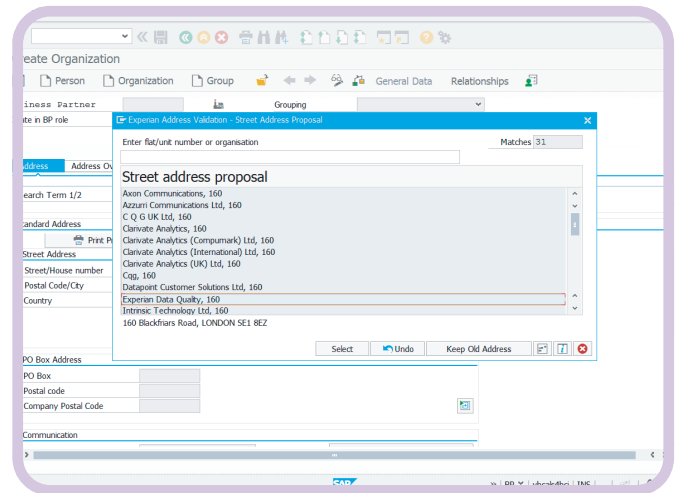 reate Organization
Person Organization Group General Data Relationships
iness Partner Grouping
ate in BP role
Experian Address Validation - Street Address Proposal
Enter flat/unit number or organisation Matches 31
ddress Address Ov
Street address proposal
earch Term 1/2
Axon Communications, 160
Azzurri Communications Ltd, 160
C Q G UK Ltd, 160
Clarivate Analytics, 160
Clarivate Analytics (Compumark) Ltd, 160
Clarivate Analytics (International) Ltd, 160
Clarivate Analytics (UK) Ltd, 160
Cqg, 160
Datapoint Customer Solutions Ltd, 160
Experian Data Quality, 160
Intrinsic Technology Ltd, 160
160 Blackfriars Road, LONDON SE1 8EZ
Select Undo Keep Old Address
tandard Address
Print P
Street Address
Street/House number
Postal Code/City
Country
PO Box Address
PO Box
Postal code
Company Postal Code
Communication
SAP
BP vhcals4hci INS